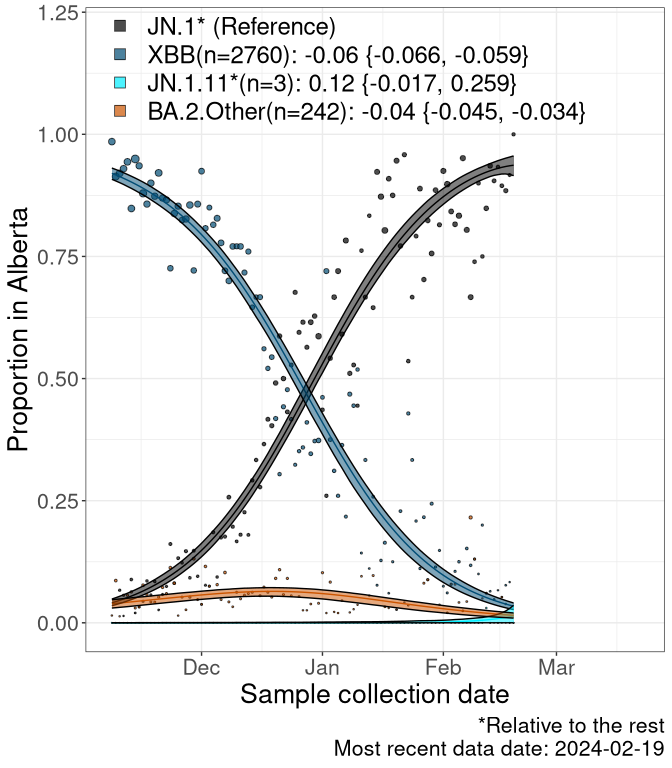 1.25
JN.1* (Reference)
XBB(n=2760): -0.06 {-0.066, -0.059}
JN.1.11*(n=3): 0.12 {-0.017, 0.259}
BA.2.Other(n=242): -0.04 {-0.045, -0.034}
1.00
0.75
0.50
0.25
0.00
Proportion in Alberta
Dec Jan Feb Mar
Sample collection date
*Relative to the rest
Most recent data date: 2024-02-19